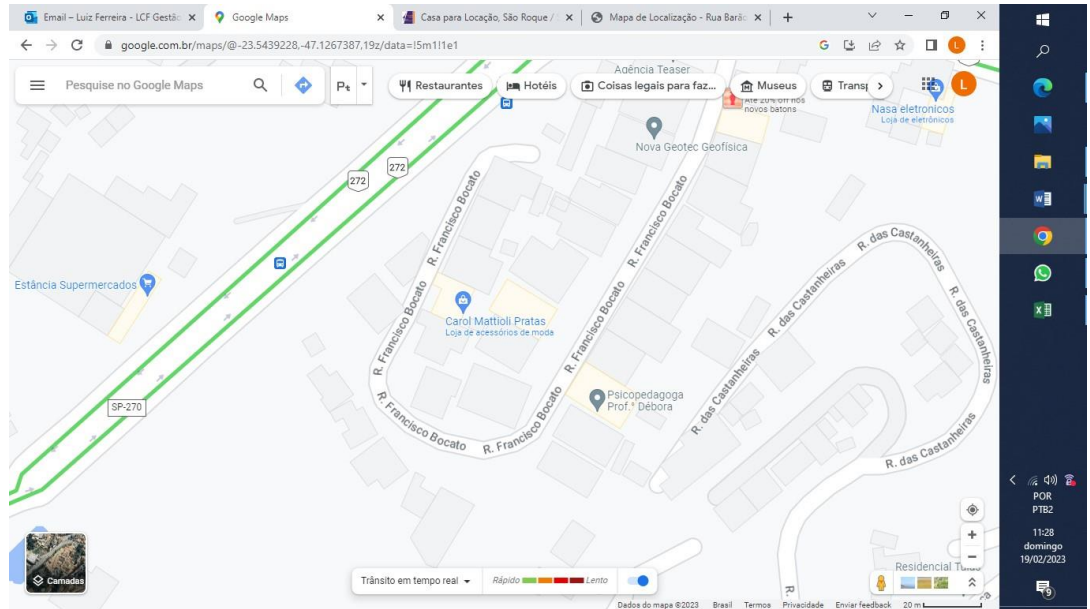 Email – Luiz Ferreira - LCF Gestão
Google Maps
Casa para Locação, São Roque /
Mapa de Localização - Rua Barão
google.com.br/maps/@-23.5439228,-47.1267387,19z/data=!5m1!1e1
G
L
Pesquise no Google Maps
Restaurantes
Hotéis
Coisas legais para faz...
Museus
L
Agência Teaser
Até 20% off nos
novos batons
Nasa eletronicos
Loja de eletrônicos
Nova Geotec Geofísica
272
272
R. Francisco Bocato
R. Francisco Bocato
R. das Castanheiras
Estância Supermercados
R. Francisco Bocato
Carol Mattioli Pratas
Loja de acessórios de moda
R. Francisco Bocato
R. das Castanheiras
R. das Castanheiras
SP-270
R. Francisco Bocato
R. Francisco Bocato
Psicopedagoga
Prof.ª Débora
R. das Castanheiras
R. das Castanheiras
Residencial
R.
Camadas
Trânsito em tempo real
Rápido
Lento
Dados do mapa ©2023
Brasil
Termos
Privacidade
Enviar feedback
20 m
POR
PTB2
11:28
domingo
19/02/2023
9